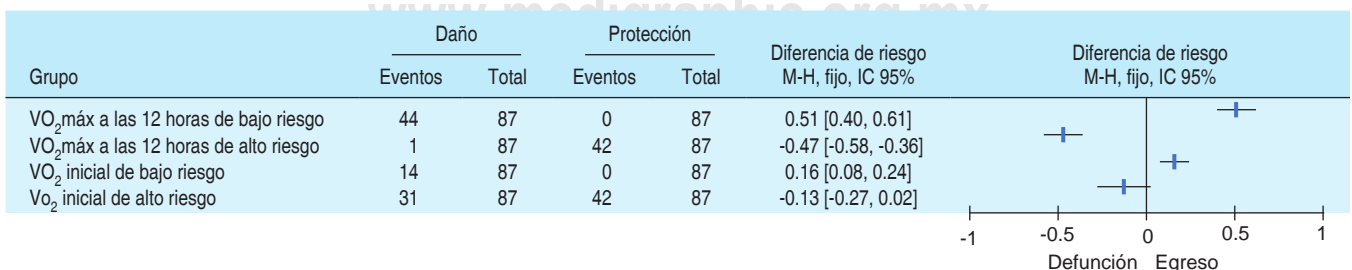 www.medigraphic.org.mx
Daño Protección Diferencia de riesgo Diferencia de riesgo
Grupo Eventos Total Eventos Total M-H, fijo, IC 95% M-H, fijo, IC 95%
VO2máx a las 12 horas de bajo riesgo 44 87 0 87 0.51 [0.40, 0.61]
VO2máx a las 12 horas de alto riesgo 1 87 42 87 -0.47 [-0.58, -0.36]
VO2 inicial de bajo riesgo 14 87 0 87 0.16 [0.08, 0.24]
Vo2 inicial de alto riesgo 31 87 42 87 -0.13 [-0.27, 0.02]
-1 -0.5 0 0.5 1
Defunción Egreso